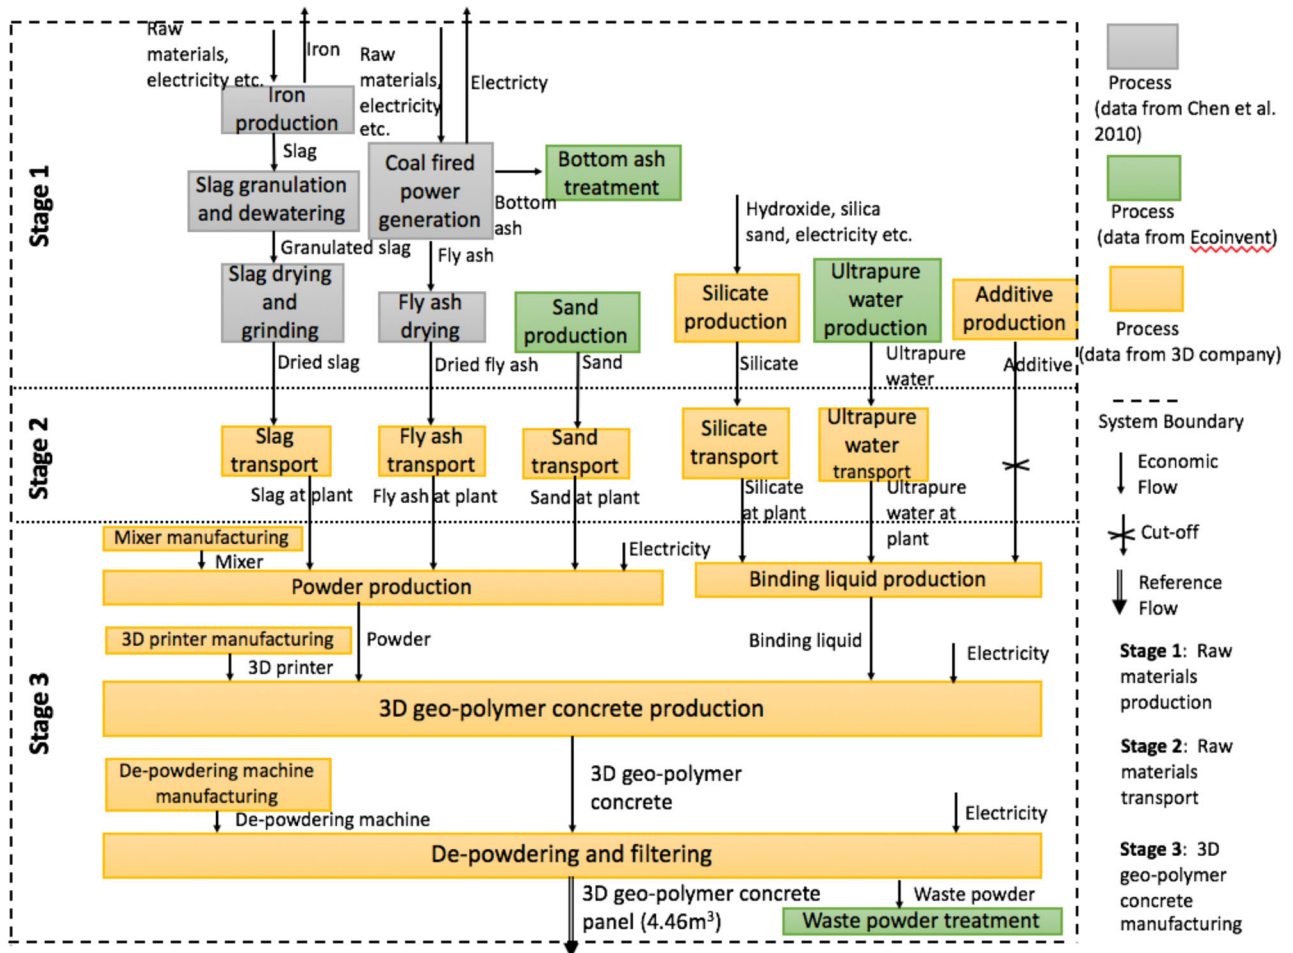 Raw
materials,
electricity etc.
Iron
Raw
materials,
electricity
etc.
Electricty
Iron
production
Slag
Coal fired
power
generation
Bottom ash
treatment
Bottom
ash
Slag granulation
and dewatering
Granulated slag
Fly ash
Hydroxide, silica
sand, electricity etc.
Slag drying
and
grinding
Fly ash
drying
Sand
production
Silicate
production
Ultrapure
water
production
Additive
production
Dried slag
Dried fly ash
Sand
Silicate
Ultrapure
water
Additive
Stage 1
Slag
transport
Fly ash
transport
Sand
transport
Silicate
transport
Ultrapure
water
transport
Slag at plant
Fly ash at plant
Sand at plant
Silicate
at plant
Ultrapure
water at
plant
Stage 2
Mixer manufacturing
Mixer
Electricity
Powder production
Binding liquid production
3D printer manufacturing
3D printer
Powder
Binding liquid
Electricity
3D geo-polymer concrete production
De-powdering machine
manufacturing
De-powdering machine
3D geo-polymer
concrete
Electricity
De-powdering and filtering
3D geo-polymer concrete
panel (4.46m³)
Waste powder
Waste powder treatment
Stage 3
Process
(data from Chen et al.
2010)
Process
(data from Ecoinvent)
Process
(data from 3D company)
System Boundary
Economic
Flow
Cut-off
Reference
Flow
Stage 1: Raw
materials
production
Stage 2: Raw
materials
transport
Stage 3: 3D
geo-polymer
concrete
manufacturing